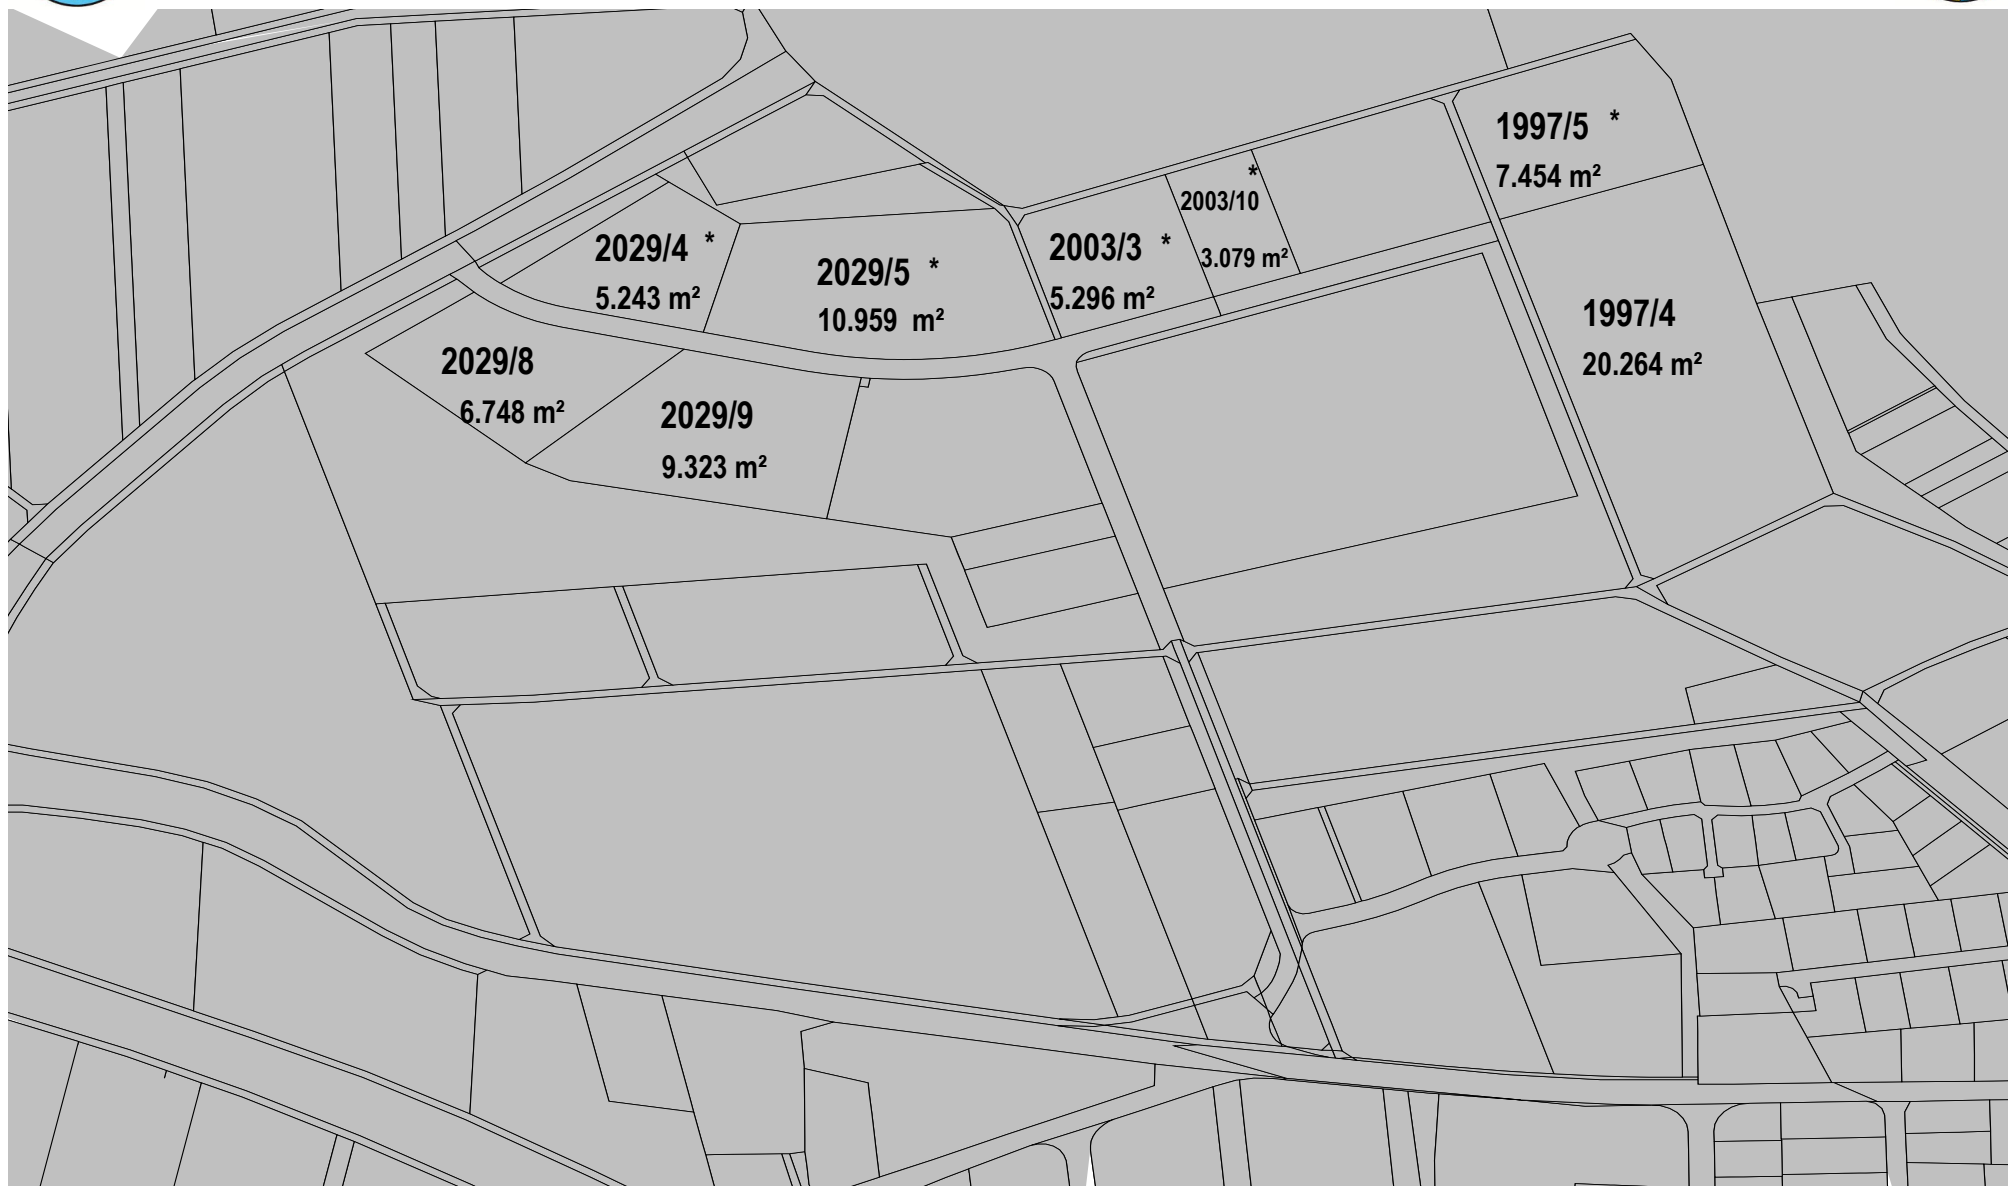 1997/5 *
7.454 m²
*
2003/10
3.079 m²
2029/4 *
5.243 m²
2029/5 *
10.959 m²
2003/3 *
5.296 m²
1997/4
20.264 m²
2029/8
6.748 m²
2029/9
9.323 m²